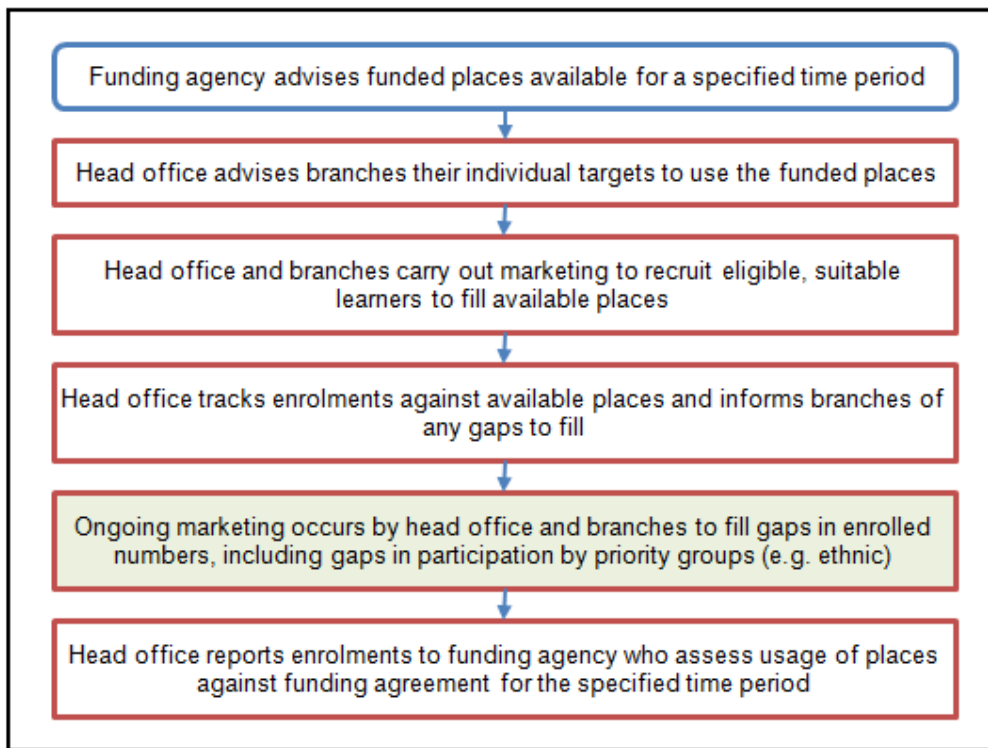 Funding agency advises funded places available for a specified time period
Head office advises branches their individual targets to use the funded places
Head office and branches carry out marketing to recruit eligible, suitable
learners to fill available places
Head office tracks enrolments against available places and informs branches of
any gaps to fill
Ongoing marketing occurs by head office and branches to fill gaps in enrolled
numbers, including gaps in participation by priority groups (e.g. ethnic)
Head office reports enrolments to funding agency who assess usage of places
against funding agreement for the specified time period